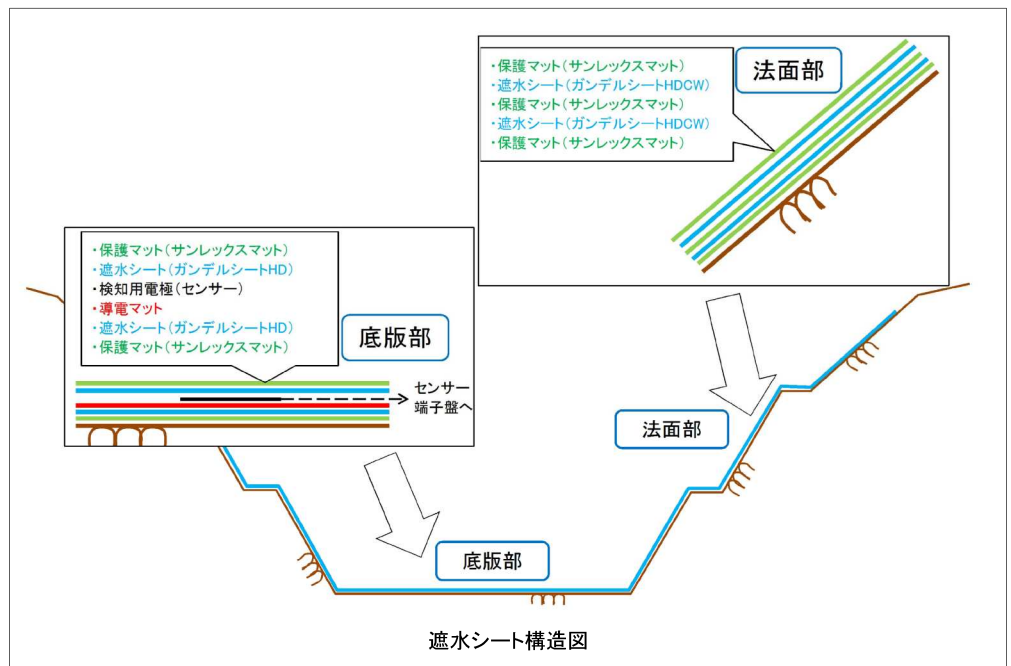 ・保護マット(サンレックスマット)
・遮水シート(ガンデルシートHDCW)
・保護マット(サンレックスマット)
・遮水シート(ガンデルシートHDCW)
・保護マット(サンレックスマット)
法面部
・保護マット(サンレックスマット)
・遮水シート(ガンデルシートHD)
・検知用電極(センサー)
・導電マット
・遮水シート(ガンデルシートHD)
・保護マット(サンレックスマット)
底版部
センサー
端子盤へ
法面部
底版部
遮水シート構造図